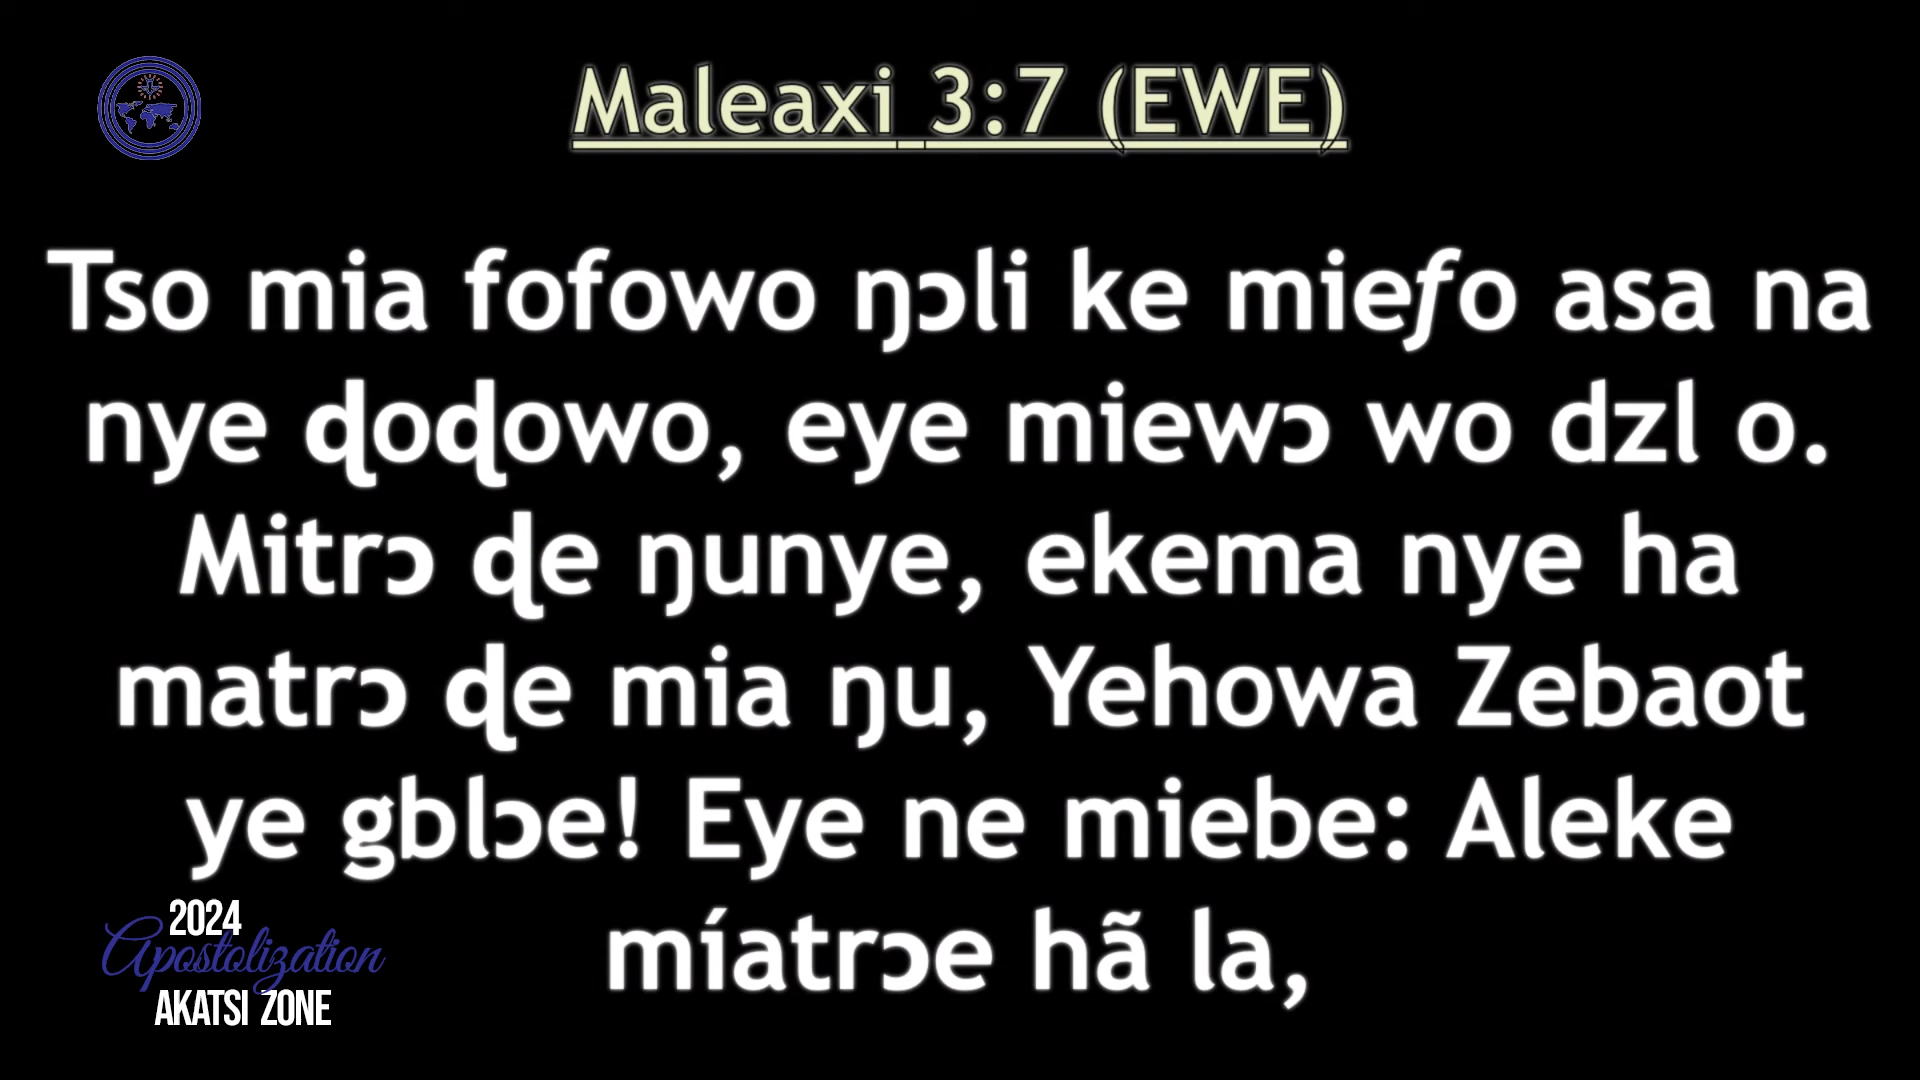 Maleaxi 3:7 (EWE)
Tso mia fofowo ŋɔli ke mieƒo asa na
nye ɖoɖowo, eye miewɔ wo dzl o.
Mitrɔ ɖe ŋunye, ekema nye ha
matrɔ ɖe mia ŋu, Yehowa Zebaot
ye gblɔe! Eye ne miebe: Aleke
míatrɔe hã la,
2024
Apostolization
AKATSI ZONE